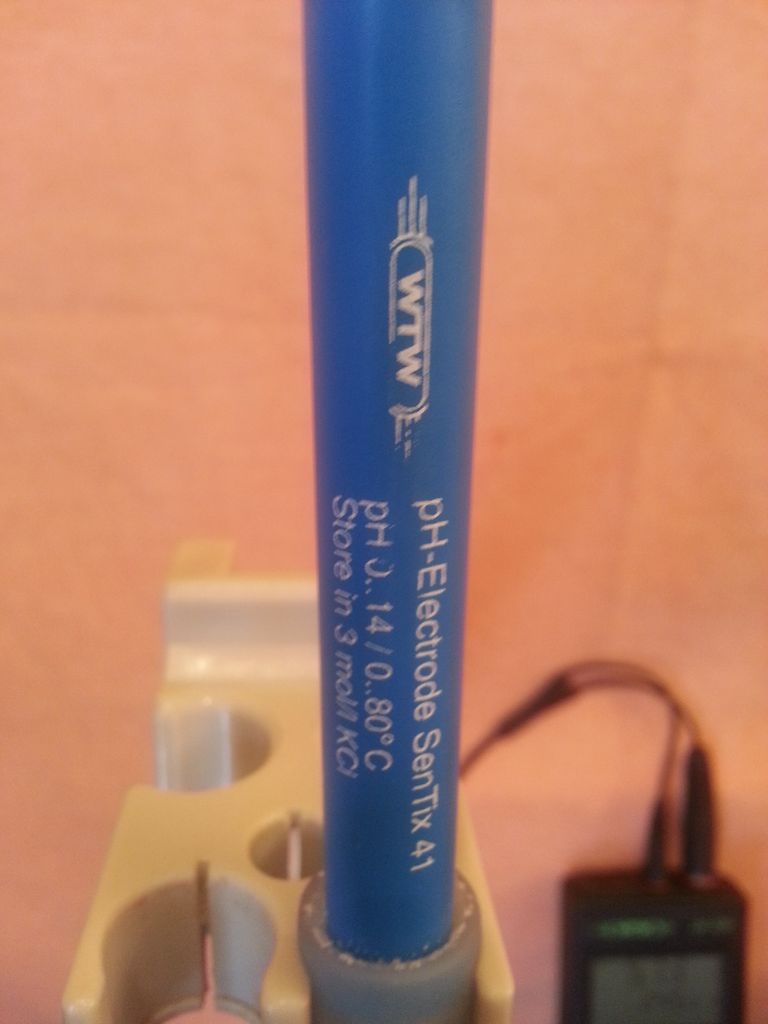 WTW
pH-Electrode SenTix 41
pH 0..14 / 0..80°C
Store in 3 mol/l KCl